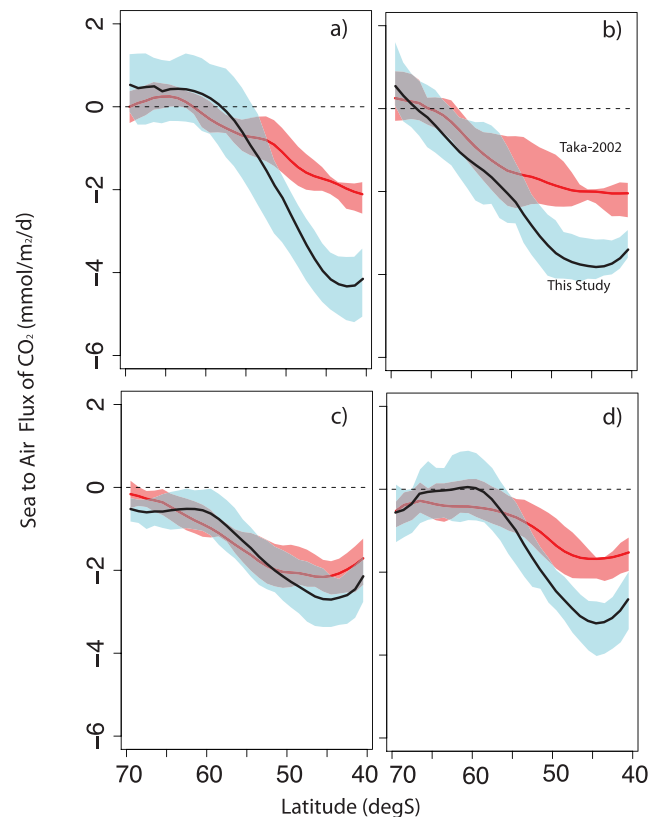 a)
b)
2
0
−2
−4
−6
Taka-2002
This Study
Sea to Air Flux of CO₂ (mmol/m₂/d)
c)
d)
2
0
−2
−4
−6
70 60 50 40
70 60 50 40
Latitude (degS)